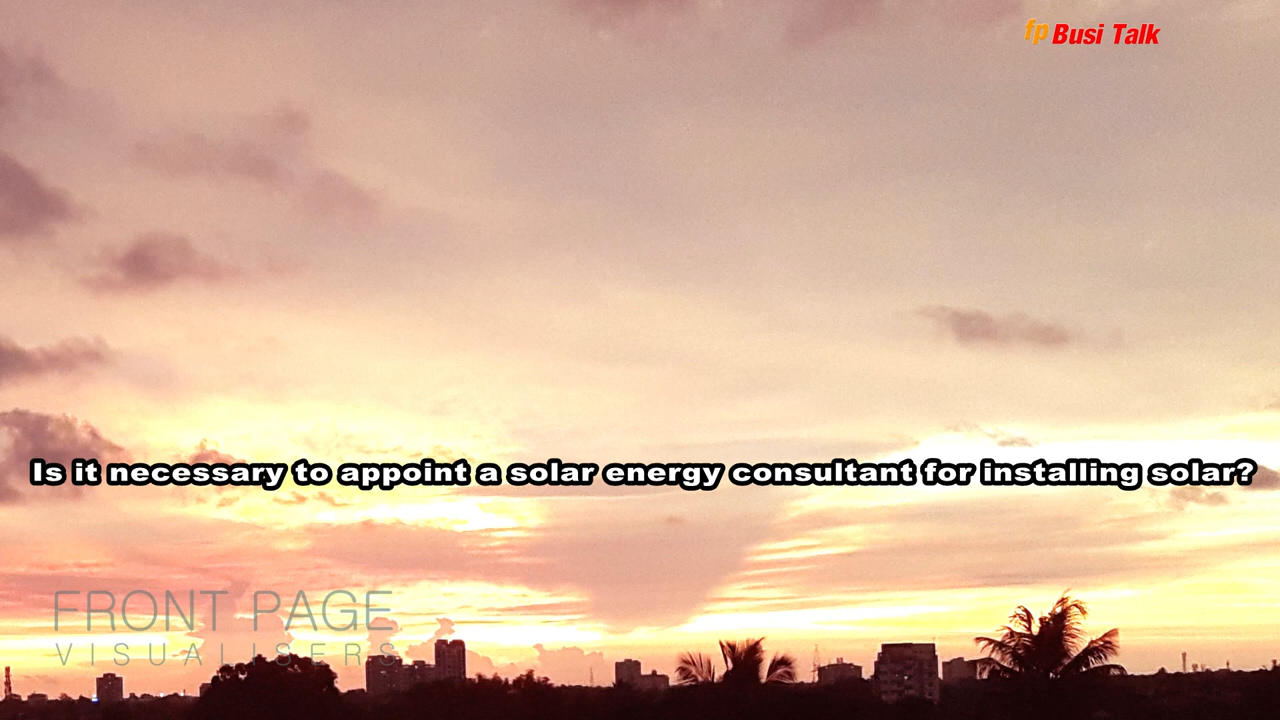 fp Busi Talk
Is it necessary to appoint a solar energy consultant for installing solar?
FRONT PAGE
VISUALISERS